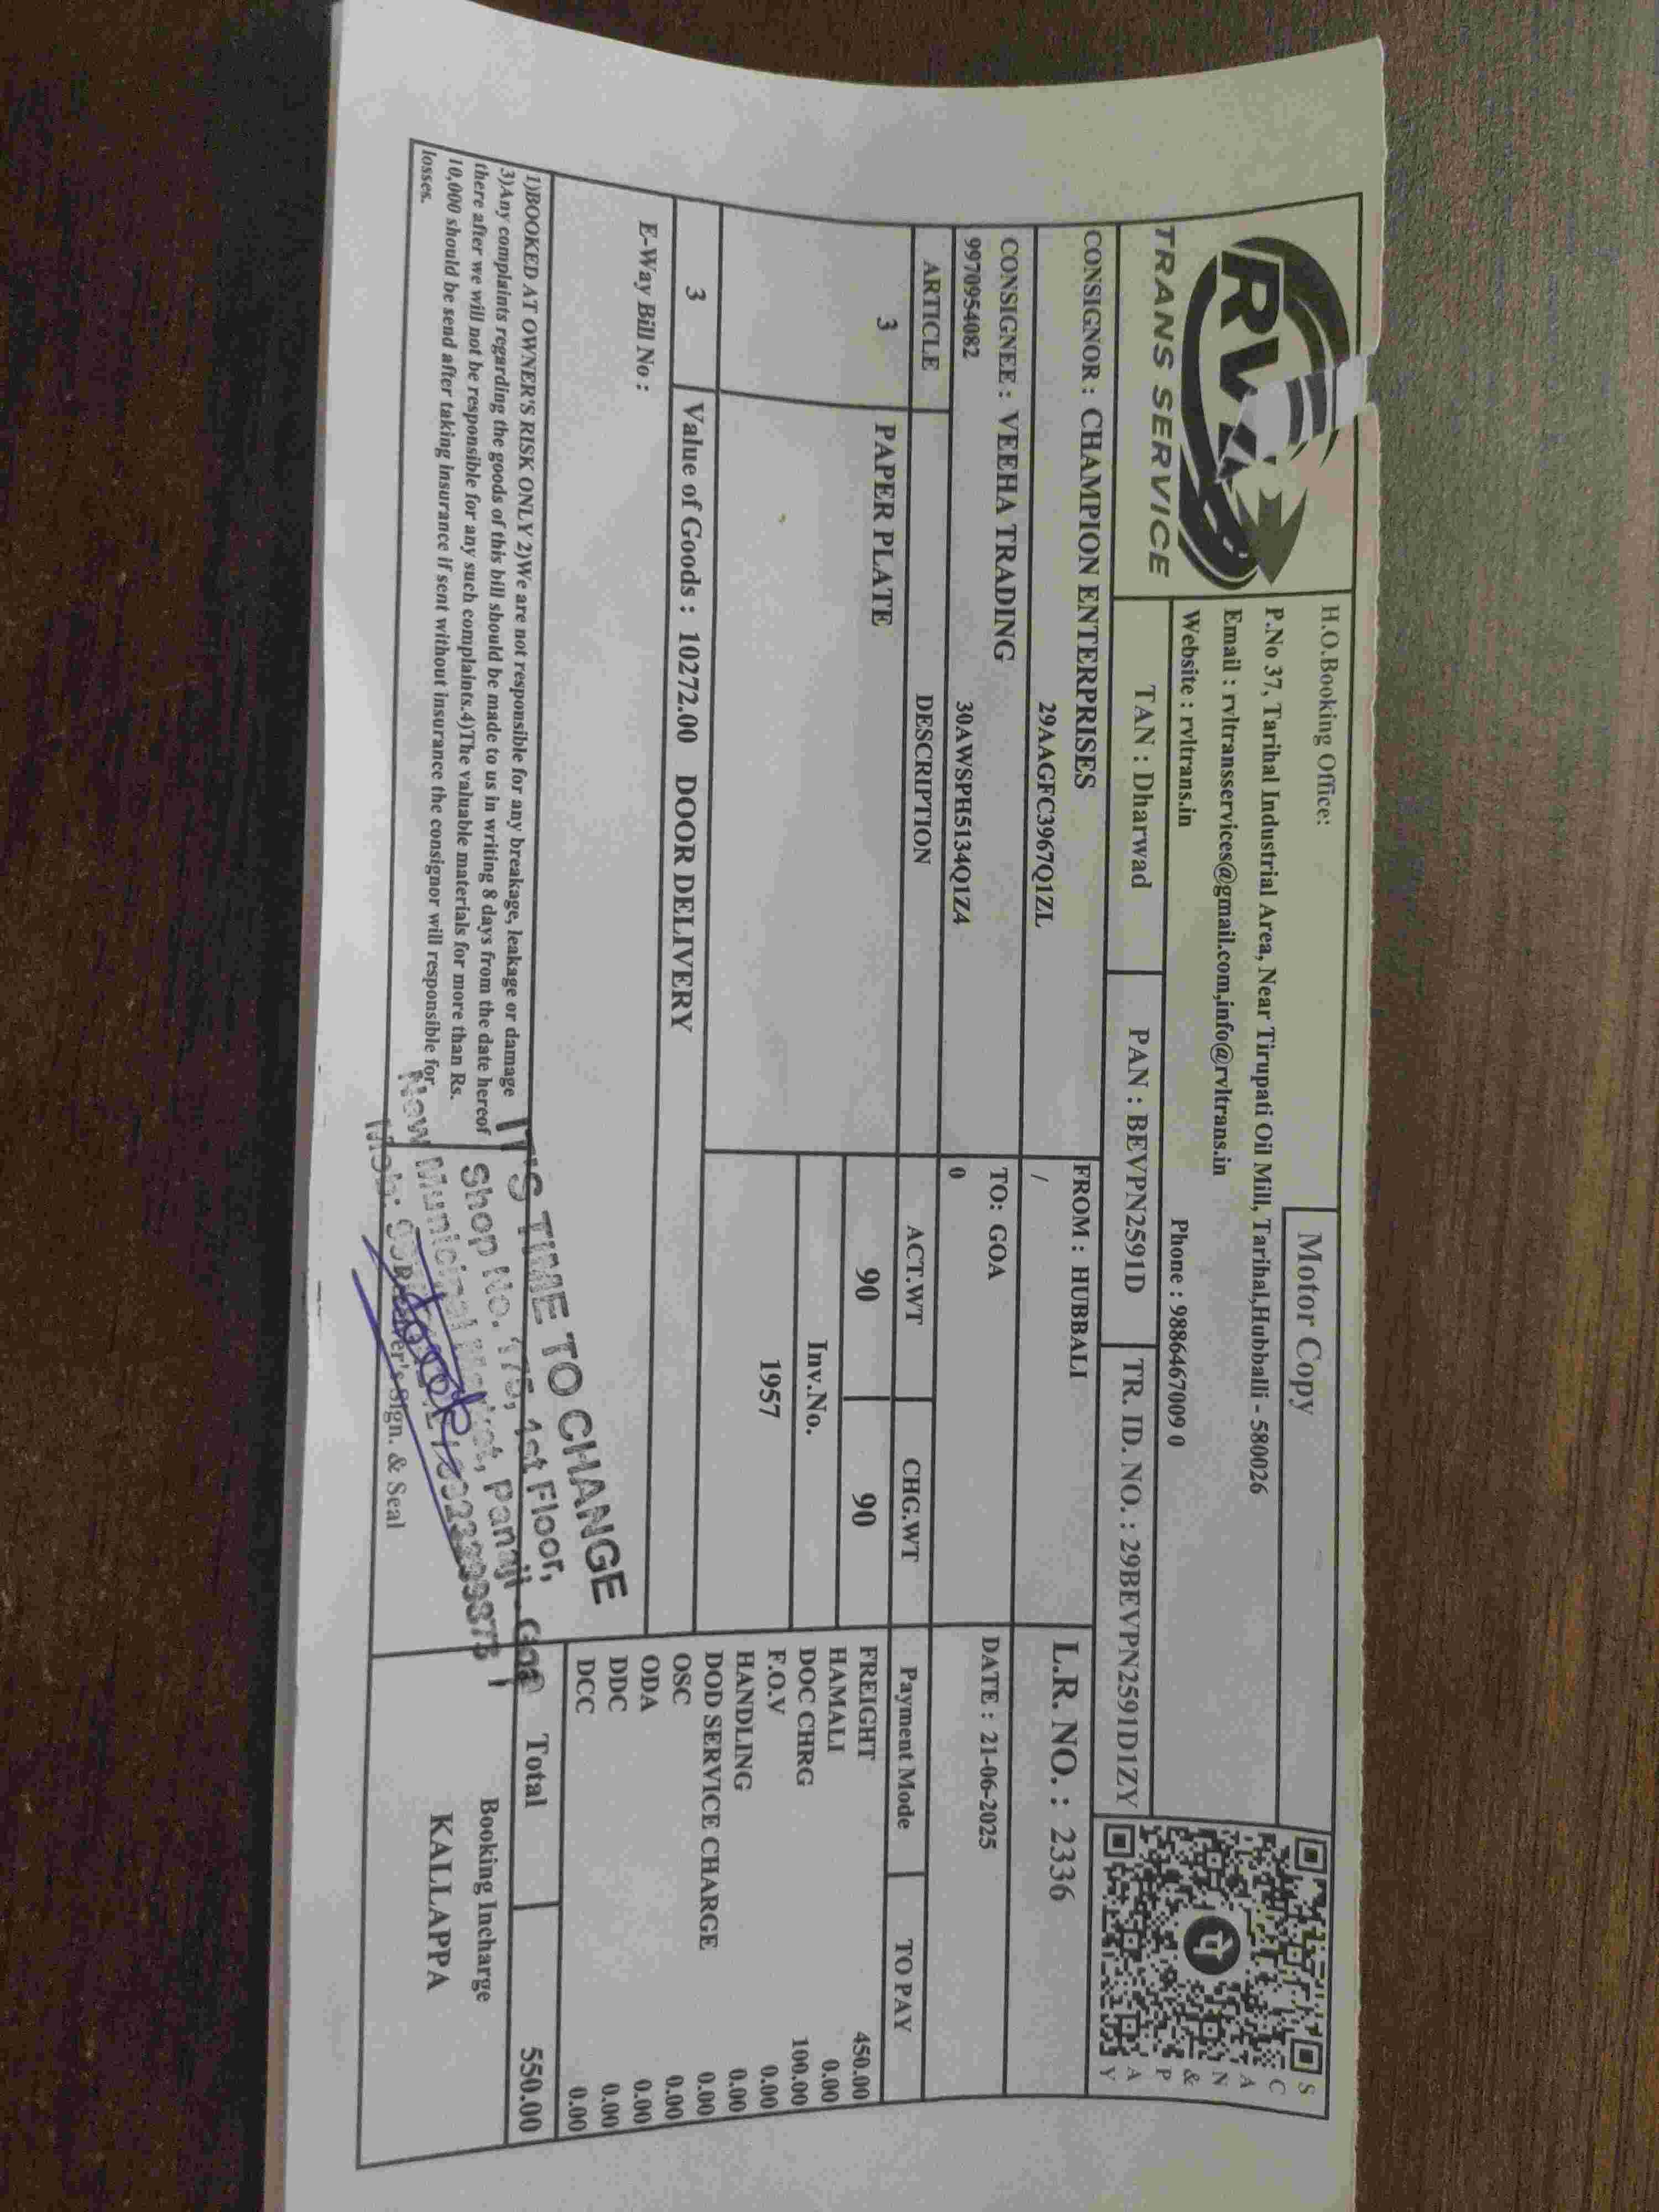 RVL
TRANS SERVICE
H.O.Booking Office:
Motor Copy
P.No 37, Tarihal Industrial Area, Near Tirupati Oil Mill, Tarihal,Hubballi - 580026
Email : rvltransservices@gmail.com,info@rvltrans.in
Website : rvltrans.in
Phone : 9886467009 0
SCAN & PAY
TAN : Dharwad
PAN : BEVPN2591D
TR. ID. NO. : 29BEVPN2591D1ZY
CONSIGNOR : CHAMPION ENTERPRISES
29AAGFC3967Q1ZL
FROM : HUBBALI
/
L.R. NO. : 2336
CONSIGNEE : VEEHA TRADING
9970954082
30AWSPH5134Q1Z4
TO: GOA
0
DATE : 21-06-2025
ARTICLE
DESCRIPTION
ACT.WT
CHG.WT
Payment Mode
TO PAY
3
PAPER PLATE
90
90
Inv.No.
1957
FREIGHT 450.00
HAMALI 0.00
DOC CHRG 100.00
F.O.V 0.00
HANDLING 0.00
DOD SERVICE CHARGE 0.00
OSC 0.00
ODA 0.00
DDC 0.00
DCC 0.00
3
Value of Goods : 10272.00 DOOR DELIVERY
E-Way Bill No :
Total 550.00
1)BOOKED AT OWNER'S RISK ONLY 2)We are not responsible for any breakage, leakage or damage
3)Any complaints regarding the goods of this bill should be made to us in writing 8 days from the date hereof
there after we will not be responsible for any such complaints.4)The valuable materials for more than Rs.
10,000 should be send after taking insurance if sent without insurance the consignor will responsible for
losses.
IT'S TIME TO CHANGE
Shop No. 1st Floor,
New Municipal Market, Panaji - Goa
Mob.:
Sign. & Seal
Booking Incharge
KALLAPPA